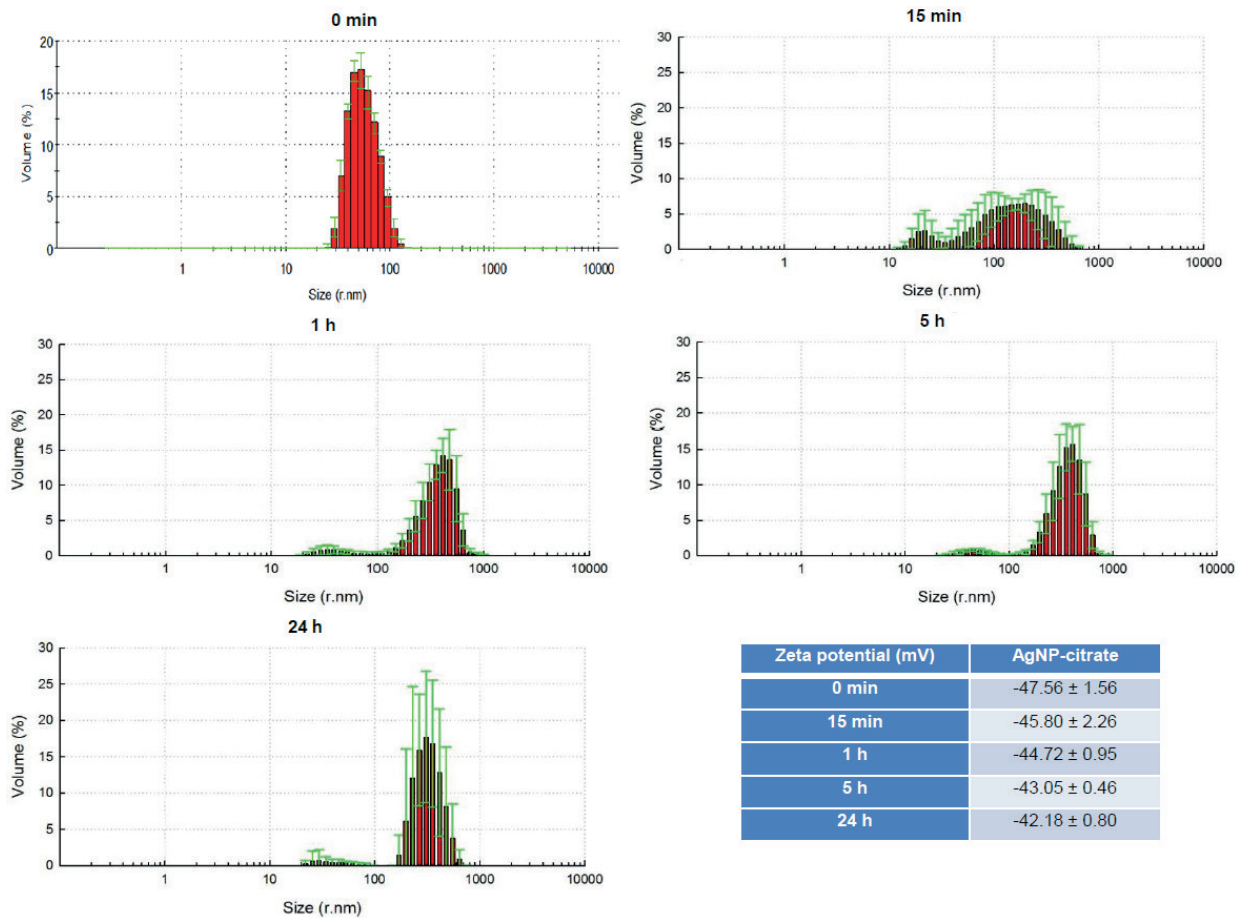 0 min
20
15
10
5
0
Volume (%)
1 10 100 1000 10000
Size (r.nm)
15 min
30
25
20
15
10
5
0
Volume (%)
1 10 100 1000 10000
Size (r.nm)
1 h
30
25
20
15
10
5
0
Volume (%)
1 10 100 1000 10000
Size (r.nm)
5 h
30
25
20
15
10
5
0
Volume (%)
1 10 100 1000 10000
Size (r.nm)
24 h
30
25
20
15
10
5
0
Volume (%)
1 10 100 1000 10000
Size (r.nm)
Zeta potential (mV) AgNP-citrate
0 min -47.56 ± 1.56
15 min -45.80 ± 2.26
1 h -44.72 ± 0.95
5 h -43.05 ± 0.46
24 h -42.18 ± 0.80